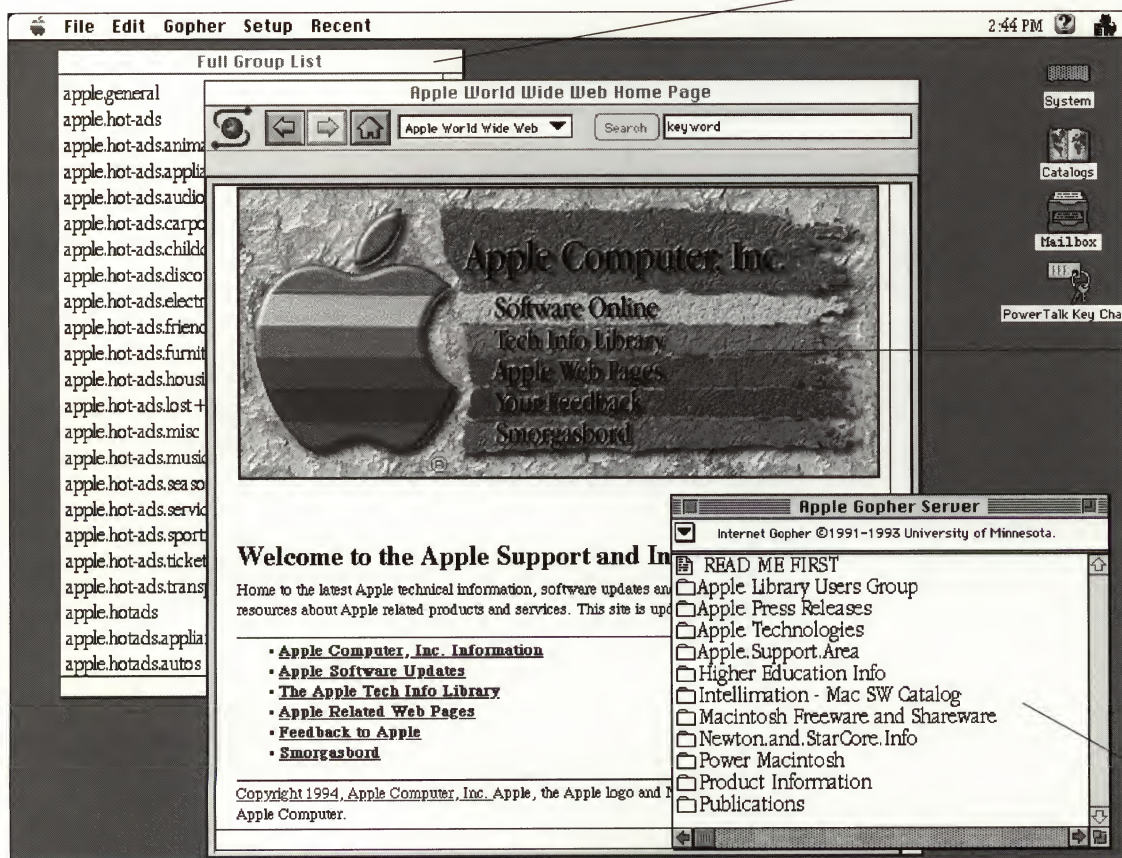 File Edit Gopher Setup Recent
2:44 PM
Full Group List
apple.general
apple.hot-ads
apple.hot-ads.anima
apple.hot-ads.applia
apple.hot-ads.audio
apple.hot-ads.carpo
apple.hot-ads.childc
apple.hot-ads.disco
apple.hot-ads.electr
apple.hot-ads.friend
apple.hot-ads.furnit
apple.hot-ads.housi
apple.hot-ads.lost+
apple.hot-ads.misc
apple.hot-ads.music
apple.hot-ads.seaso
apple.hot-ads.servic
apple.hot-ads.sport
apple.hot-ads.ticket
apple.hot-ads.trans
apple.hotads
apple.hotads.applia
apple.hotads.autos
Apple World Wide Web Home Page
Apple World Wide Web
Search
keyword
Apple Computer, Inc.
Software Online
Tech Info Library
Apple Web Pages
Your Feedback
Smorgasbord
Welcome to the Apple Support and In
Home to the latest Apple technical information, software updates an
resources about Apple related products and services. This site is upd
• Apple Computer, Inc. Information
• Apple Software Updates
• The Apple Tech Info Library
• Apple Related Web Pages
• Feedback to Apple
• Smorgasbord
Copyright 1994, Apple Computer, Inc. Apple, the Apple logo and
Apple Computer.
Apple Gopher Server
Internet Gopher ©1991-1993 University of Minnesota.
READ ME FIRST
Apple Library Users Group
Apple Press Releases
Apple Technologies
Apple.Support.Area
Higher Education Info
Intellimation - Mac SW Catalog
Macintosh Freeware and Shareware
Newton.and.StarCore.Info
Power Macintosh
Product Information
Publications
System
Catalogs
Mailbox
PowerTalk Key Cha